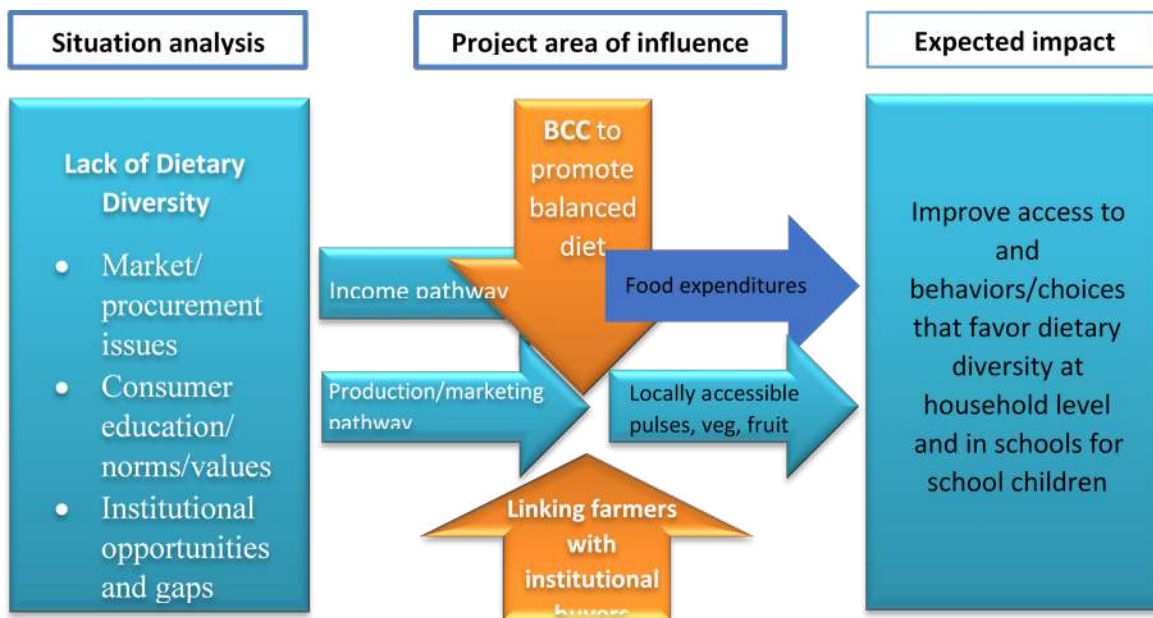 Situation analysis
Project area of influence
Expected impact
Lack of Dietary
Diversity
• Market/
procurement
issues
• Consumer
education/
norms/values
• Institutional
opportunities
and gaps
BCC to
promote
balanced
diet
Income pathway
Food expenditures
Production/marketing
pathway
Locally accessible
pulses, veg, fruit
Linking farmers
with
institutional
buyers
Improve access to
and
behaviors/choices
that favor dietary
diversity at
household level
and in schools for
school children